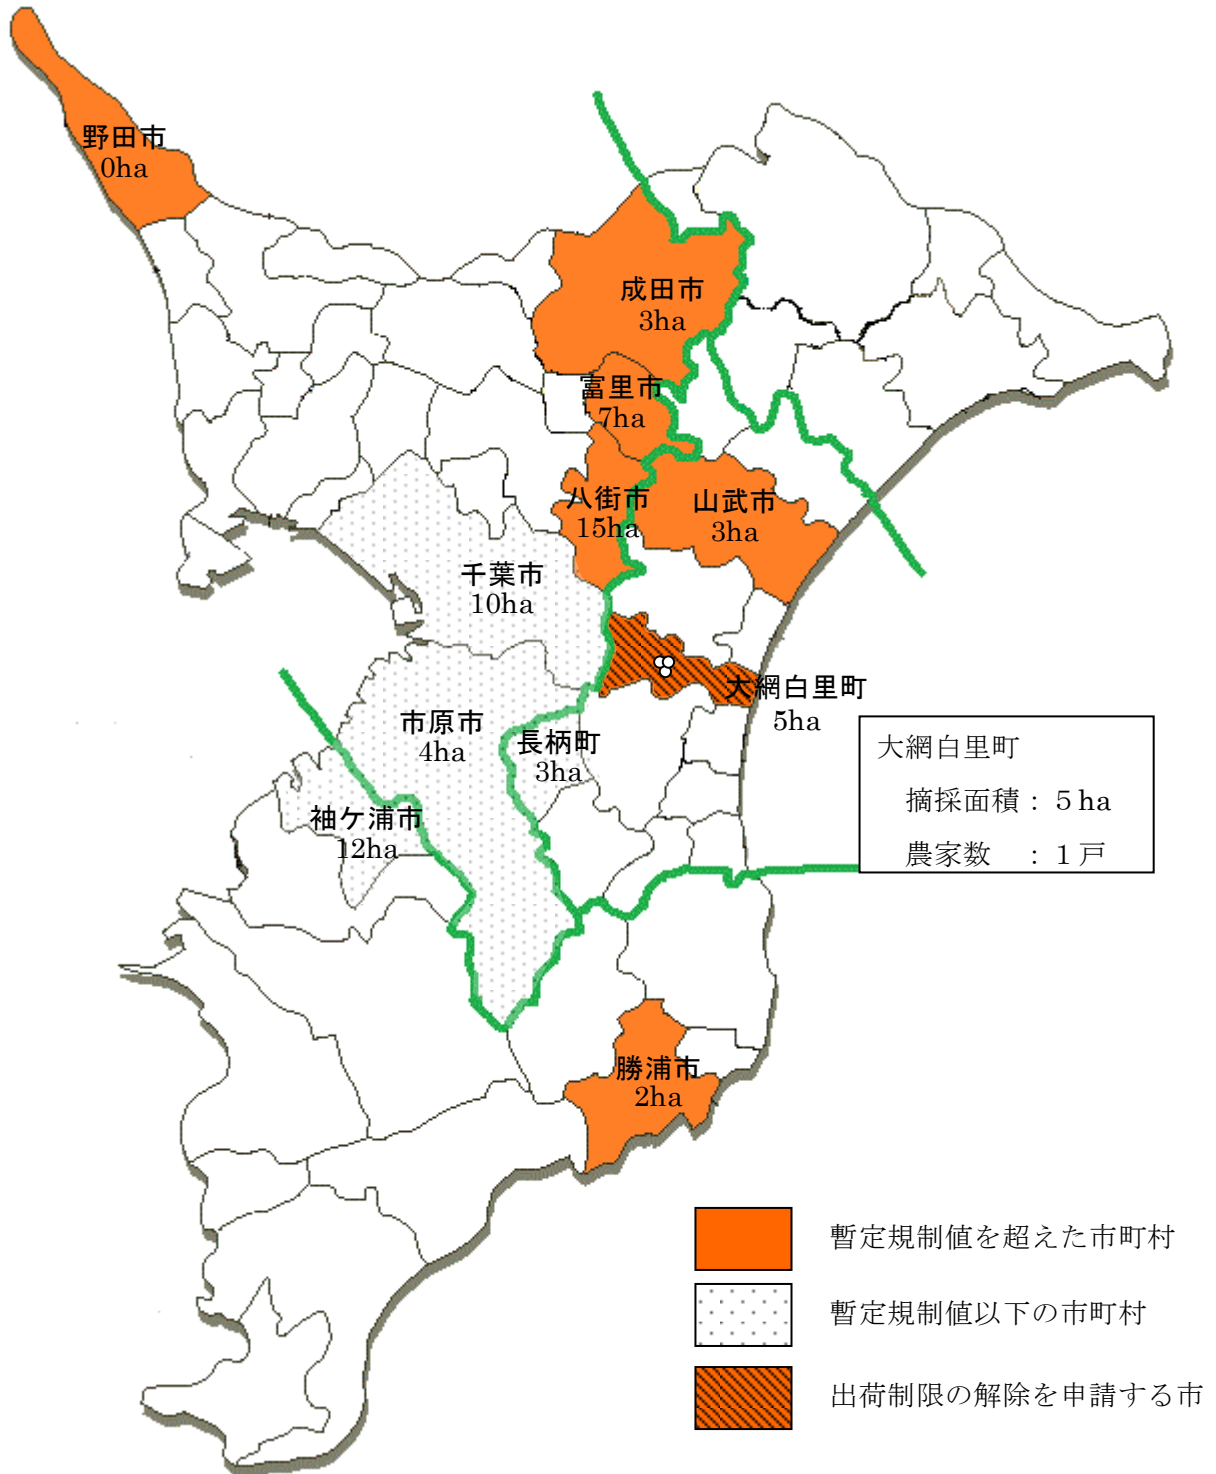 野田市
0ha
成田市
3ha
富里市
7ha
八街市
15ha
山武市
3ha
千葉市
10ha
大網白里町
5ha
市原市
4ha
長柄町
3ha
袖ケ浦市
12ha
大網白里町
摘採面積：５ha
農家数　：１戸
勝浦市
2ha
暫定規制値を超えた市町村
暫定規制値以下の市町村
出荷制限の解除を申請する市